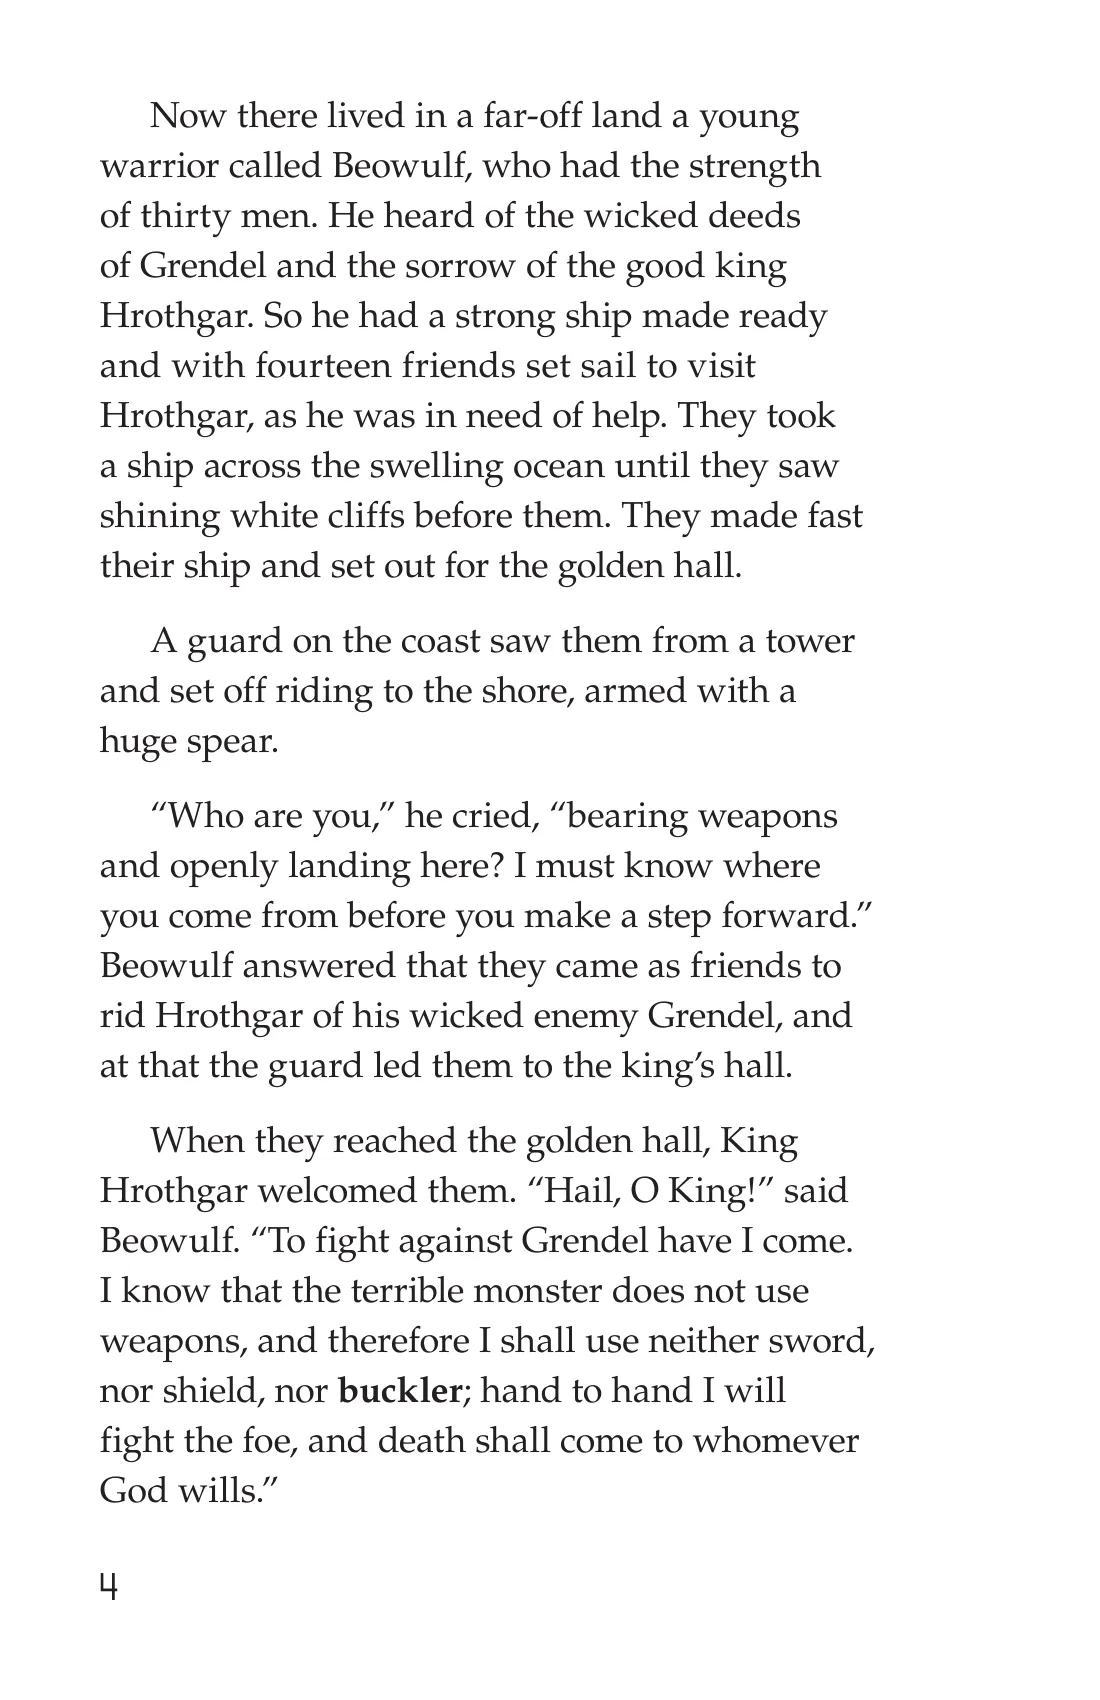 Now there lived in a far-off land a young
warrior called Beowulf, who had the strength
of thirty men. He heard of the wicked deeds
of Grendel and the sorrow of the good king
Hrothgar. So he had a strong ship made ready
and with fourteen friends set sail to visit
Hrothgar, as he was in need of help. They took
a ship across the swelling ocean until they saw
shining white cliffs before them. They made fast
their ship and set out for the golden hall.
A guard on the coast saw them from a tower
and set off riding to the shore, armed with a
huge spear.
“Who are you,” he cried, “bearing weapons
and openly landing here? I must know where
you come from before you make a step forward.”
Beowulf answered that they came as friends to
rid Hrothgar of his wicked enemy Grendel, and
at that the guard led them to the king’s hall.
When they reached the golden hall, King
Hrothgar welcomed them. “Hail, O King!” said
Beowulf. “To fight against Grendel have I come.
I know that the terrible monster does not use
weapons, and therefore I shall use neither sword,
nor shield, nor buckler; hand to hand I will
fight the foe, and death shall come to whomever
God wills.”
4